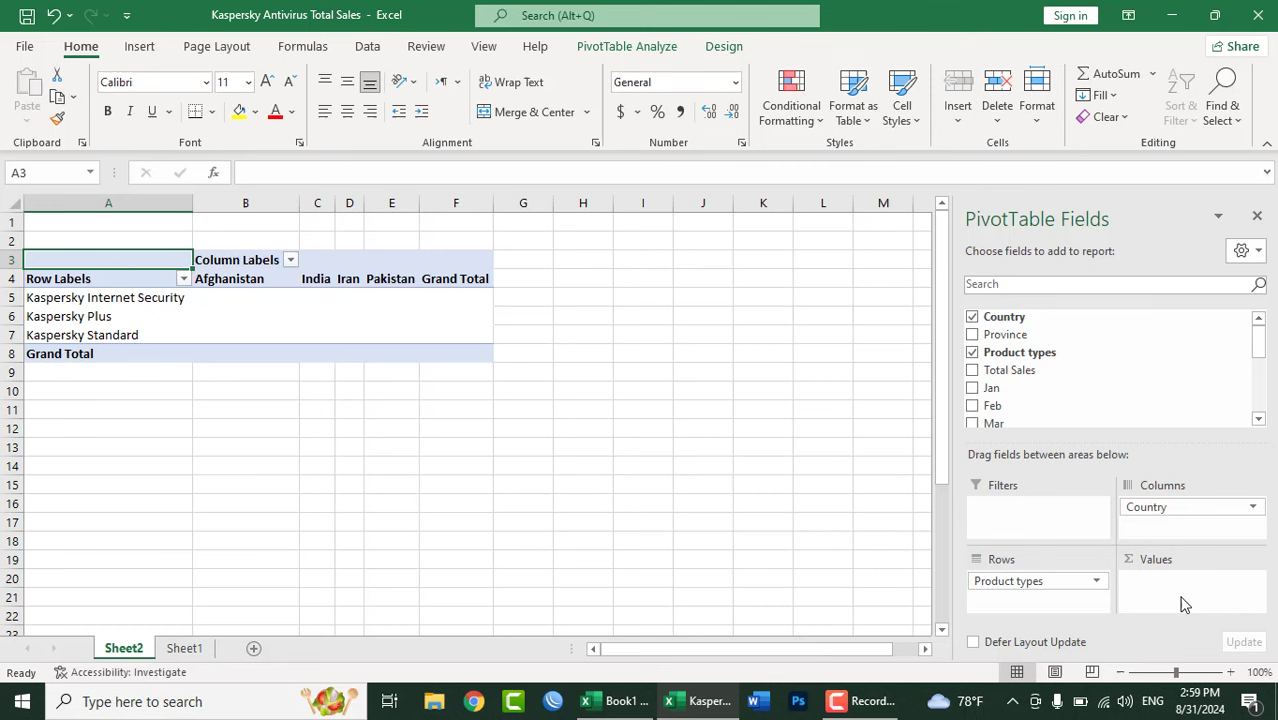 Kaspersky Antivirus Total Sales - Excel
Search (Alt+Q)
Sign in
File Home Insert Page Layout Formulas Data Review View Help PivotTable Analyze Design Share
Paste
Calibri 11
Wrap Text
General
Conditional Formatting
Format as Table
Cell Styles
Insert Delete Format
AutoSum
Fill
Clear
Sort & Filter
Find & Select
B I U A
Merge & Center
$ % ,
Clipboard Font Alignment Number Styles Cells Editing
A3 fx
A B C D E F G H I J K L M
1
2
3 Column Labels
4 Row Labels Afghanistan India Iran Pakistan Grand Total
5 Kaspersky Internet Security
6 Kaspersky Plus
7 Kaspersky Standard
8 Grand Total
9
10
11
12
13
14
15
16
17
18
19
20
21
22
23
PivotTable Fields
Choose fields to add to report:
Search
Country
Province
Product types
Total Sales
Jan
Feb
Mar
Drag fields between areas below:
Filters Columns
Country
Rows Values
Product types
Defer Layout Update Update
Sheet2 Sheet1
Ready Accessibility: Investigate 100%
Type here to search
Book1 ...
Kasper...
Record...
78°F
ENG
2:59 PM
8/31/2024
1